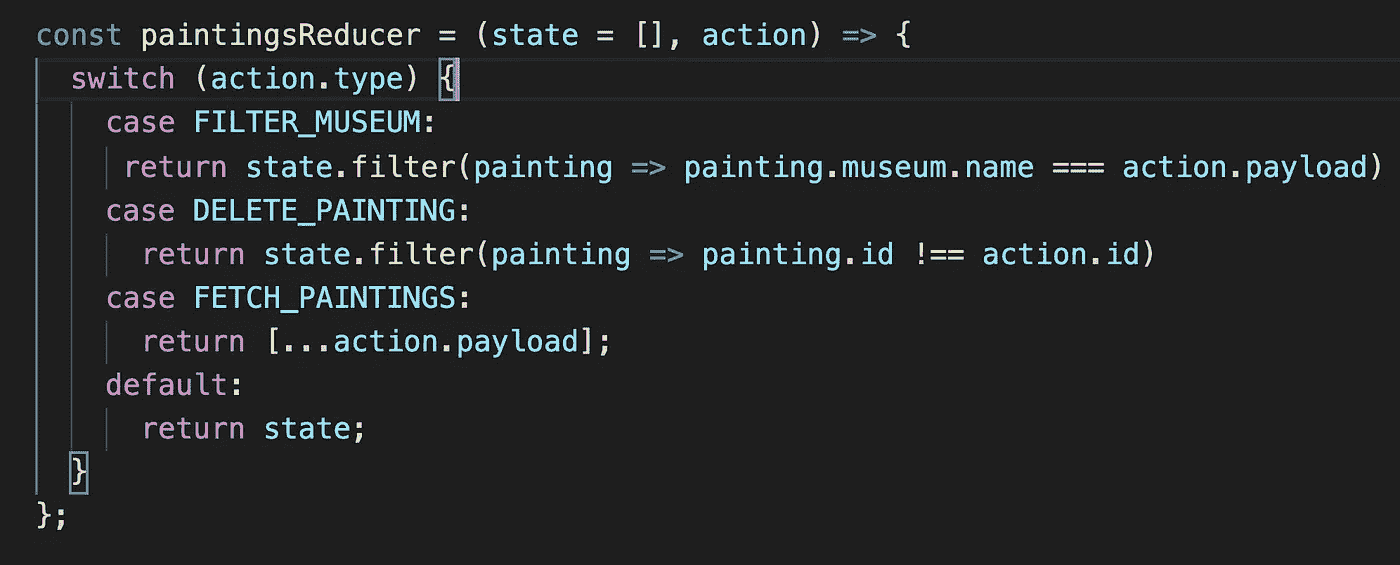 const paintingsReducer = (state = [], action) => {
  switch (action.type) {
    case FILTER_MUSEUM:
     return state.filter(painting => painting.museum.name === action.payload)
    case DELETE_PAINTING:
      return state.filter(painting => painting.id !== action.id)
    case FETCH_PAINTINGS:
      return [...action.payload];
    default:
      return state;
  }
};